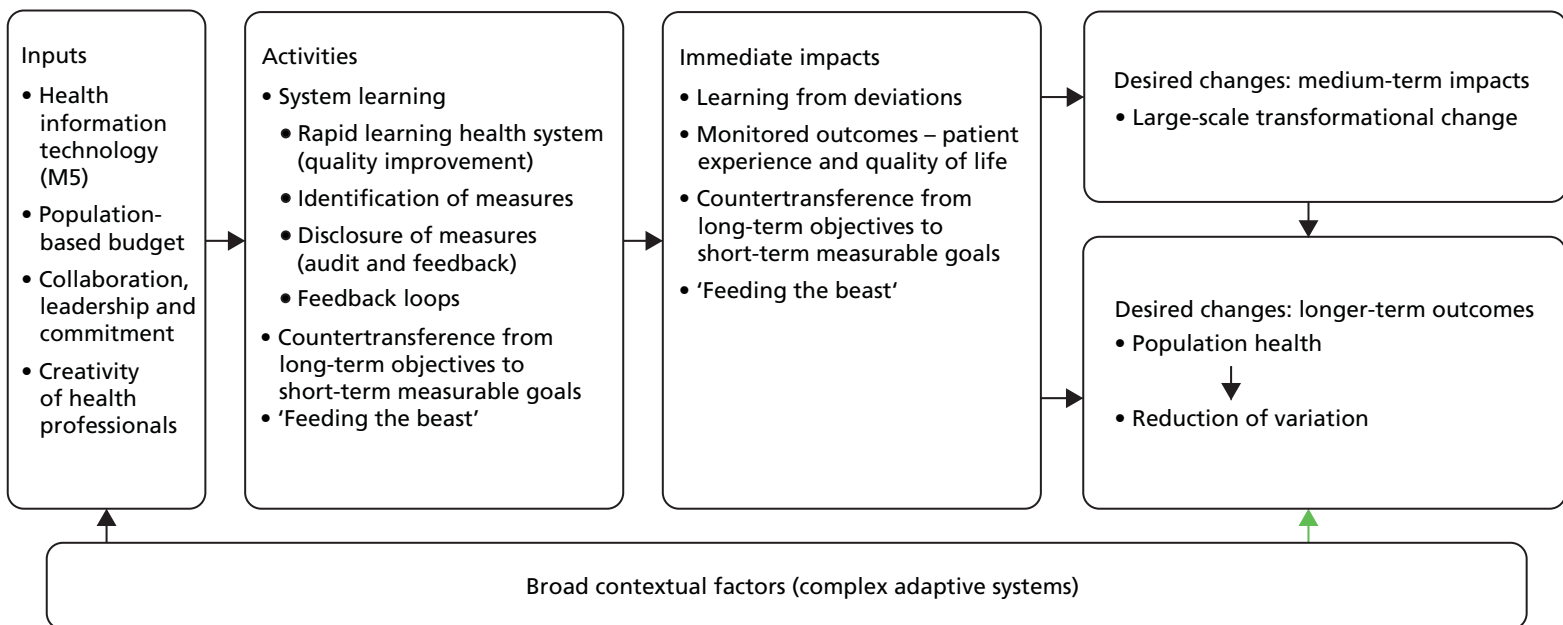 Inputs
• Health
information
technology
(M5)
• Population-
based budget
• Collaboration,
leadership and
commitment
• Creativity
of health
professionals
Activities
• System learning
• Rapid learning health system
(quality improvement)
• Identification of measures
• Disclosure of measures
(audit and feedback)
• Feedback loops
• Countertransference from
long-term objectives to
short-term measurable goals
• ‘Feeding the beast’
Immediate impacts
• Learning from deviations
• Monitored outcomes – patient
experience and quality of life
• Countertransference from
long-term objectives to
short-term measurable goals
• ‘Feeding the beast’
Desired changes: medium-term impacts
• Large-scale transformational change
Desired changes: longer-term outcomes
• Population health
• Reduction of variation
Broad contextual factors (complex adaptive systems)